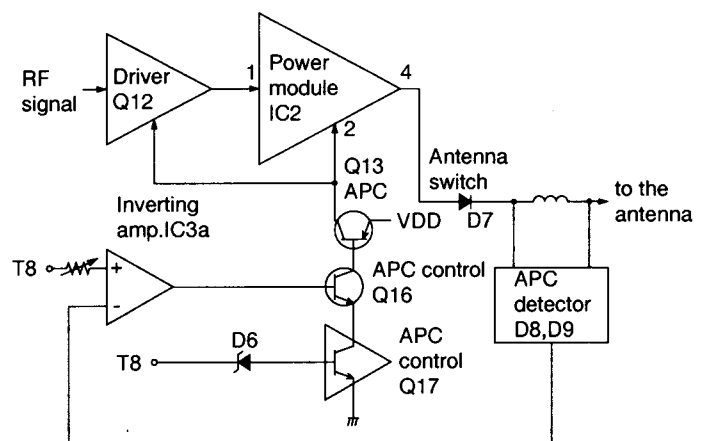 RF
signal
Driver
Q12
1
Power
module
IC2
4
2
Q13
APC
Antenna
switch
D7
to the
antenna
Inverting
amp.IC3a
VDD
T8
+
-
APC control
Q16
APC
detector
D8,D9
T8
D6
APC
control
Q17